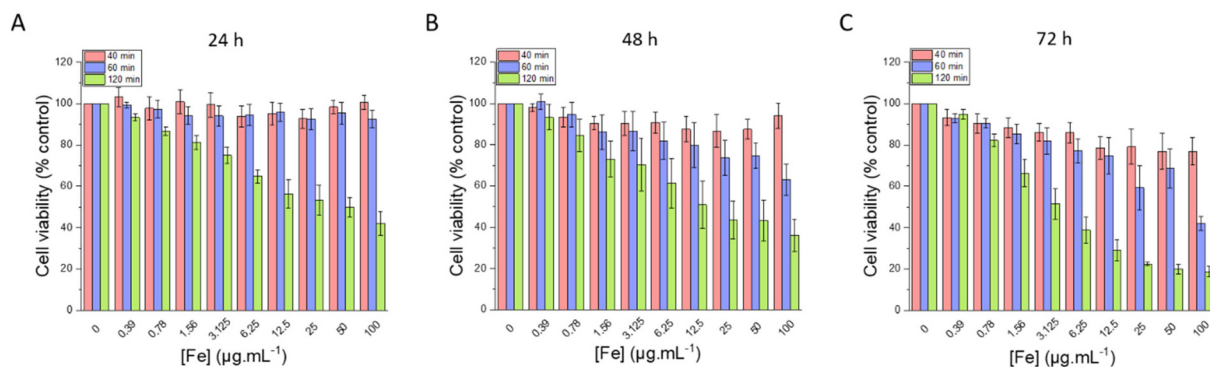 A
24 h
40 min
60 min
120 min
Cell viability (% control)
120
100
80
60
40
20
0
0 0,39 0,78 1,56 3,125 6,25 12,5 25 50 100
[Fe] (µg.mL⁻¹)
B
48 h
40 min
60 min
120 min
Cell viability (% control)
120
100
80
60
40
20
0
0 0,39 0,78 1,56 3,125 6,25 12,5 25 50 100
[Fe] (µg.mL⁻¹)
C
72 h
40 min
60 min
120 min
Cell viability (% control)
120
100
80
60
40
20
0
0 0,39 0,78 1,56 3,125 6,25 12,5 25 50 100
[Fe] (µg.mL⁻¹)